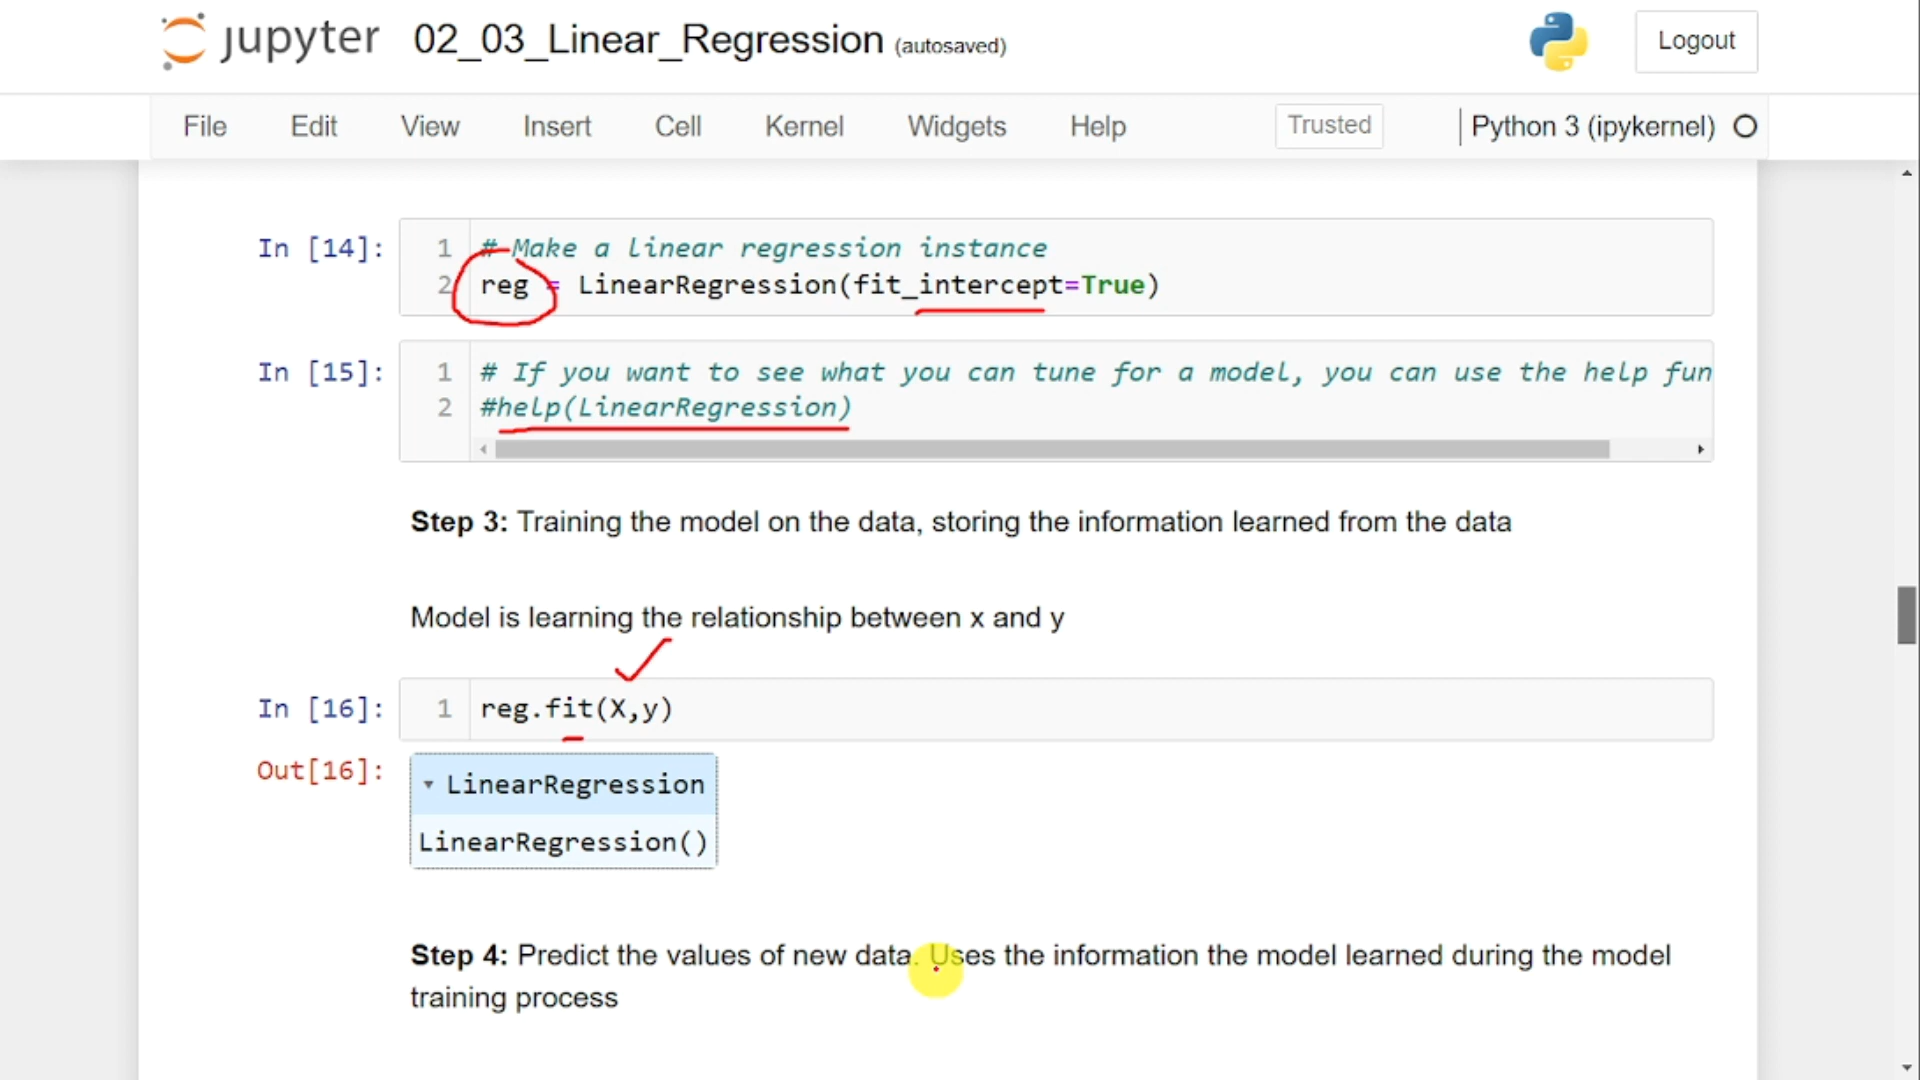 jupyter 02_03_Linear_Regression (autosaved) Logout
File Edit View Insert Cell Kernel Widgets Help Trusted Python 3 (ipykernel)
In [14]: 1 # Make a linear regression instance
2 reg = LinearRegression(fit_intercept=True)
In [15]: 1 # If you want to see what you can tune for a model, you can use the help fun
2 #help(LinearRegression)
Step 3: Training the model on the data, storing the information learned from the data
Model is learning the relationship between x and y
In [16]: 1 reg.fit(X,y)
Out[16]: ▾ LinearRegression
LinearRegression()
Step 4: Predict the values of new data. Uses the information the model learned during the model
training process